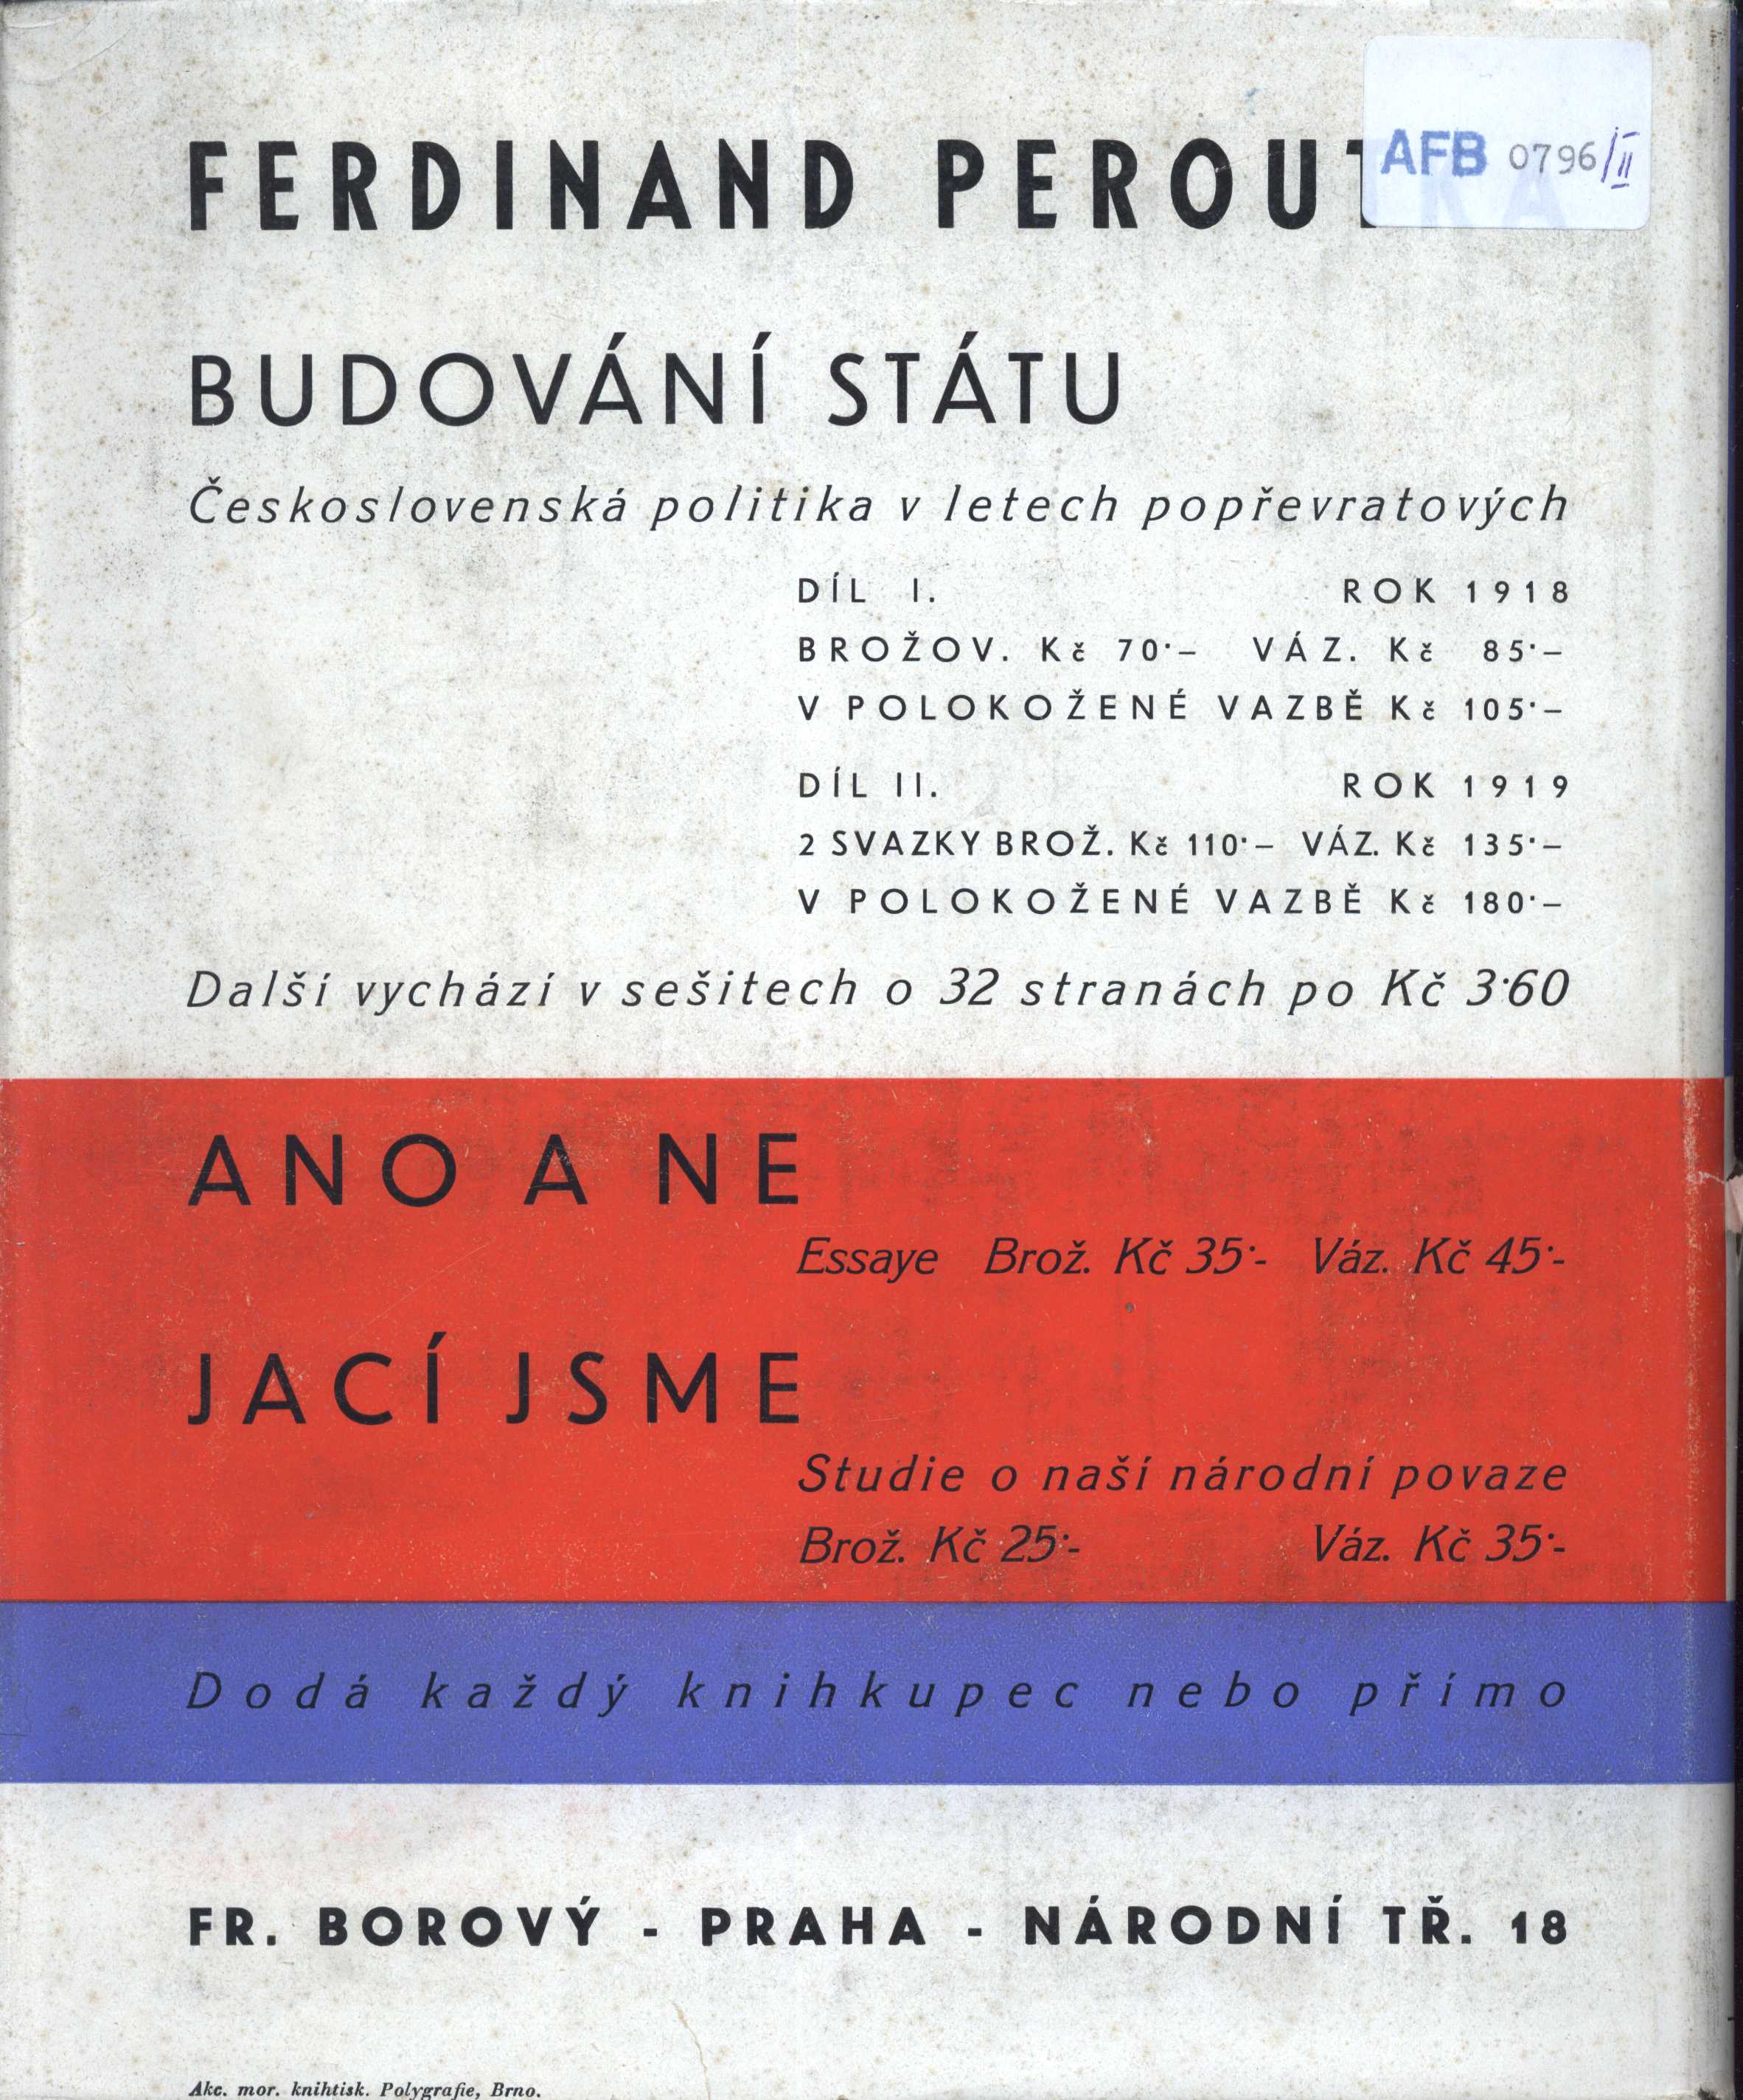 FERDINAND PEROUTKA
AFB 0796/II
BUDOVÁNÍ STÁTU
Československá politika v letech popřevratových
DÍL I. ROK 1918
BROŽOV. Kč 70·– VÁZ. Kč 85·–
V POLOKOŽENÉ VAZBĚ Kč 105·–
DÍL II. ROK 1919
2 SVAZKY BROŽ. Kč 110·– VÁZ. Kč 135·–
V POLOKOŽENÉ VAZBĚ Kč 180·–
Další vychází v sešitech o 32 stranách po Kč 3·60
ANO A NE
Essaye Brož. Kč 35·- Váz. Kč 45·-
JACÍ JSME
Studie o naší národní povaze
Brož. Kč 25·- Váz. Kč 35·-
Dodá každý knihkupec nebo přímo
FR. BOROVÝ - PRAHA - NÁRODNÍ TŘ. 18
Akc. mor. knihtisk. Polygrafie, Brno.